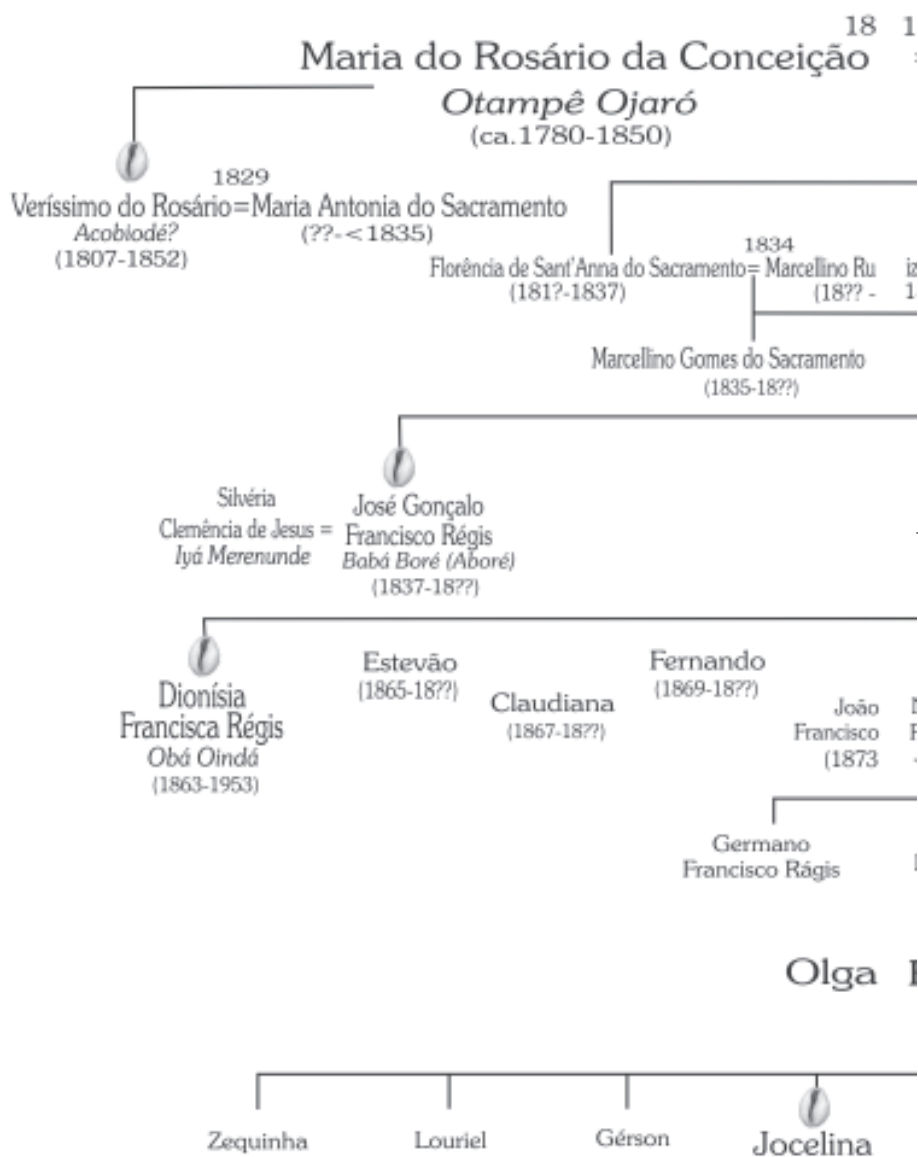 18 1
Maria do Rosário da Conceição
Otampê Ojaró
(ca.1780-1850)
1829
Veríssimo do Rosário=Maria Antonia do Sacramento
Acobiodé? (??-<1835)
(1807-1852)
1834
Florência de Sant'Anna do Sacramento= Marcellino Ru iz
(181?-1837) (18?? - 1
Marcellino Gomes do Sacramento
(1835-18??)
Silvéria
Clemência de Jesus =
Iyá Merenunde
José Gonçalo
Francisco Régis
Babá Boré (Aboré)
(1837-18??)
Dionísia
Francisca Régis
Obá Oindá
(1863-1953)
Estevão
(1865-18??)
Claudiana
(1867-18??)
Fernando
(1869-18??)
João
Francisco
(1873
Germano
Francisco Rágis
Olga
Zequinha Louriel Gérson Jocelina